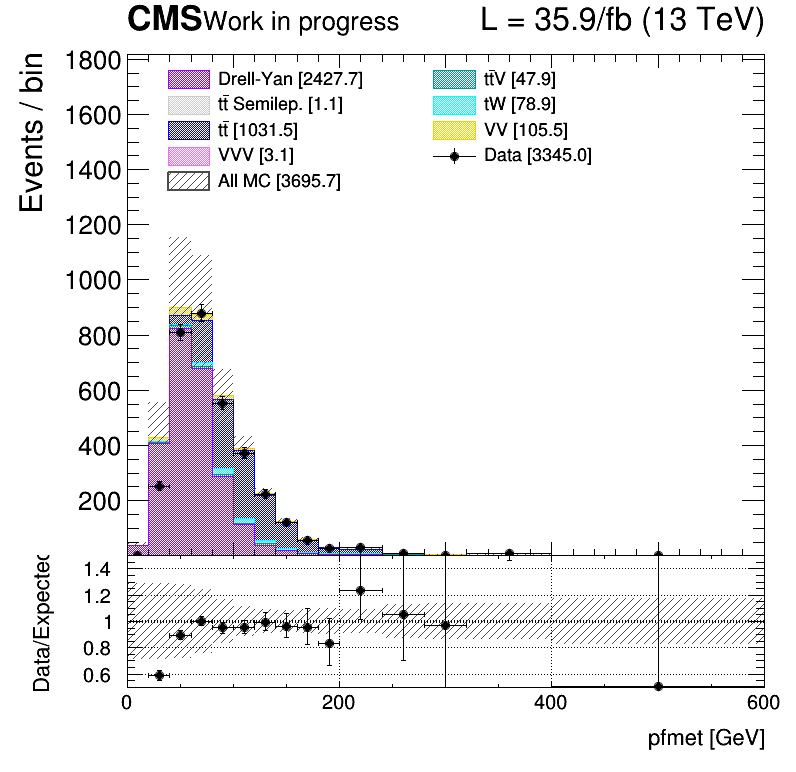 CMS Work in progress L = 35.9/fb (13 TeV)
Events / bin
1800
1600
1400
1200
1000
800
600
400
200
Drell-Yan [2427.7]
tt̄ Semilep. [1.1]
tt̄ [1031.5]
VVV [3.1]
All MC [3695.7]
tt̄V [47.9]
tW [78.9]
VV [105.5]
Data [3345.0]
Data/Expected
1.4
1.2
1
0.8
0.6
0 200 400 600
pfmet [GeV]